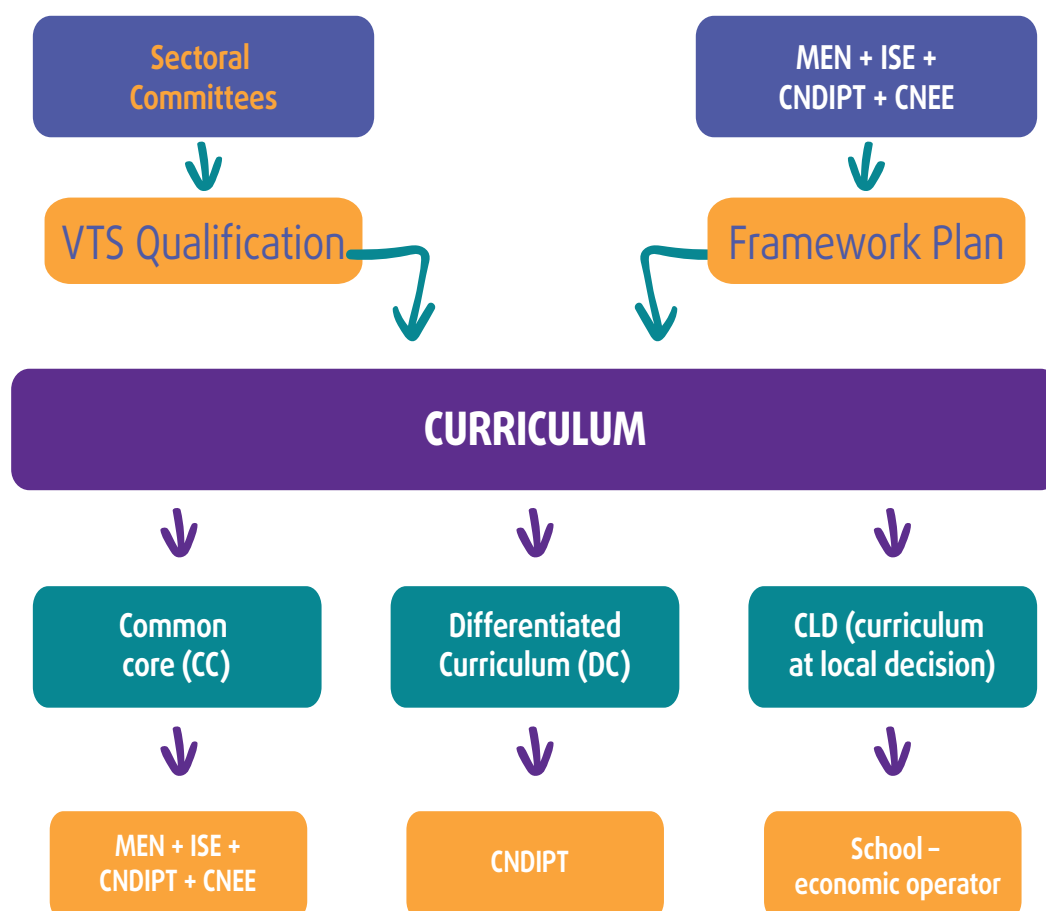 Sectoral
Committees
MEN + ISE +
CNDIPT + CNEE
VTS Qualification
Framework Plan
CURRICULUM
Common
core (CC)
Differentiated
Curriculum (DC)
CLD (curriculum
at local decision)
MEN + ISE +
CNDIPT + CNEE
CNDIPT
School –
economic operator